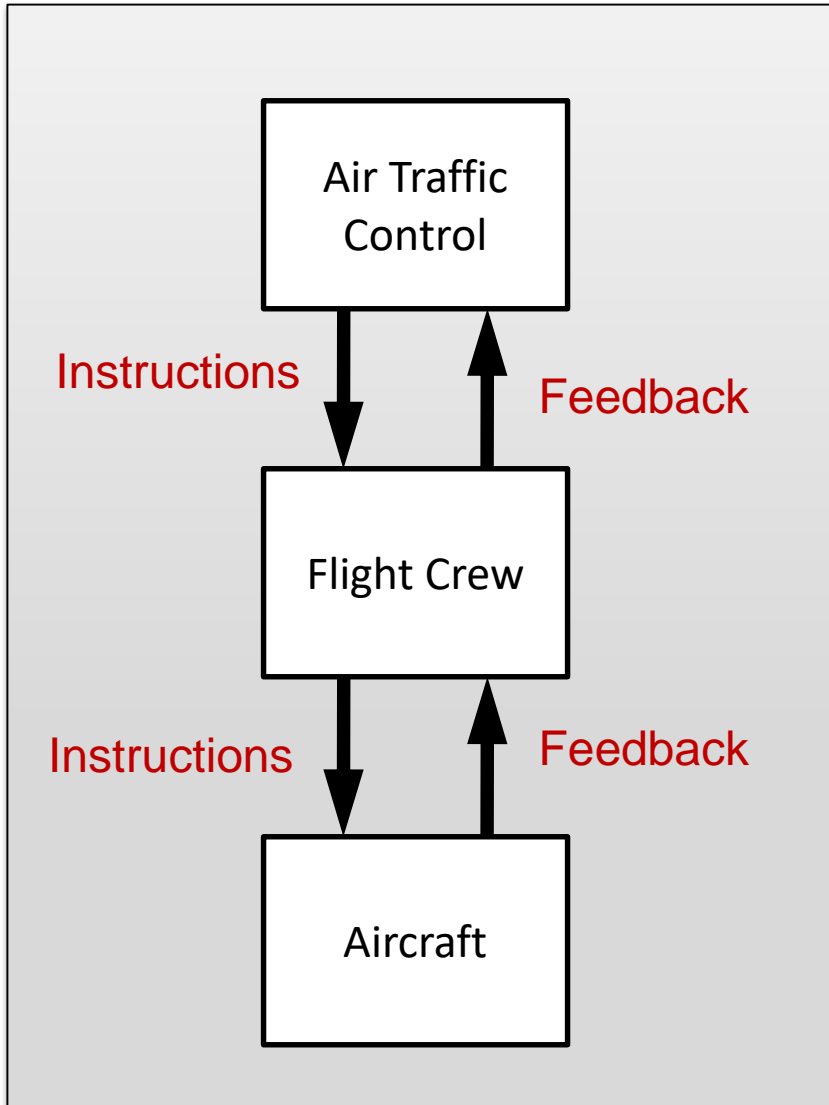 Air Traffic
Control
Instructions
Feedback
Flight Crew
Instructions
Feedback
Aircraft